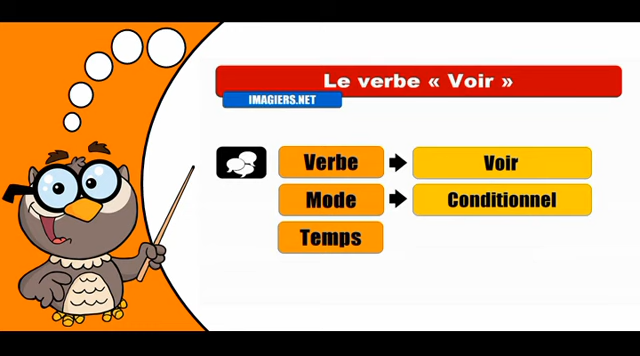 Le verbe « Voir »
IMAGIERS.NET
Verbe Voir
Mode Conditionnel
Temps